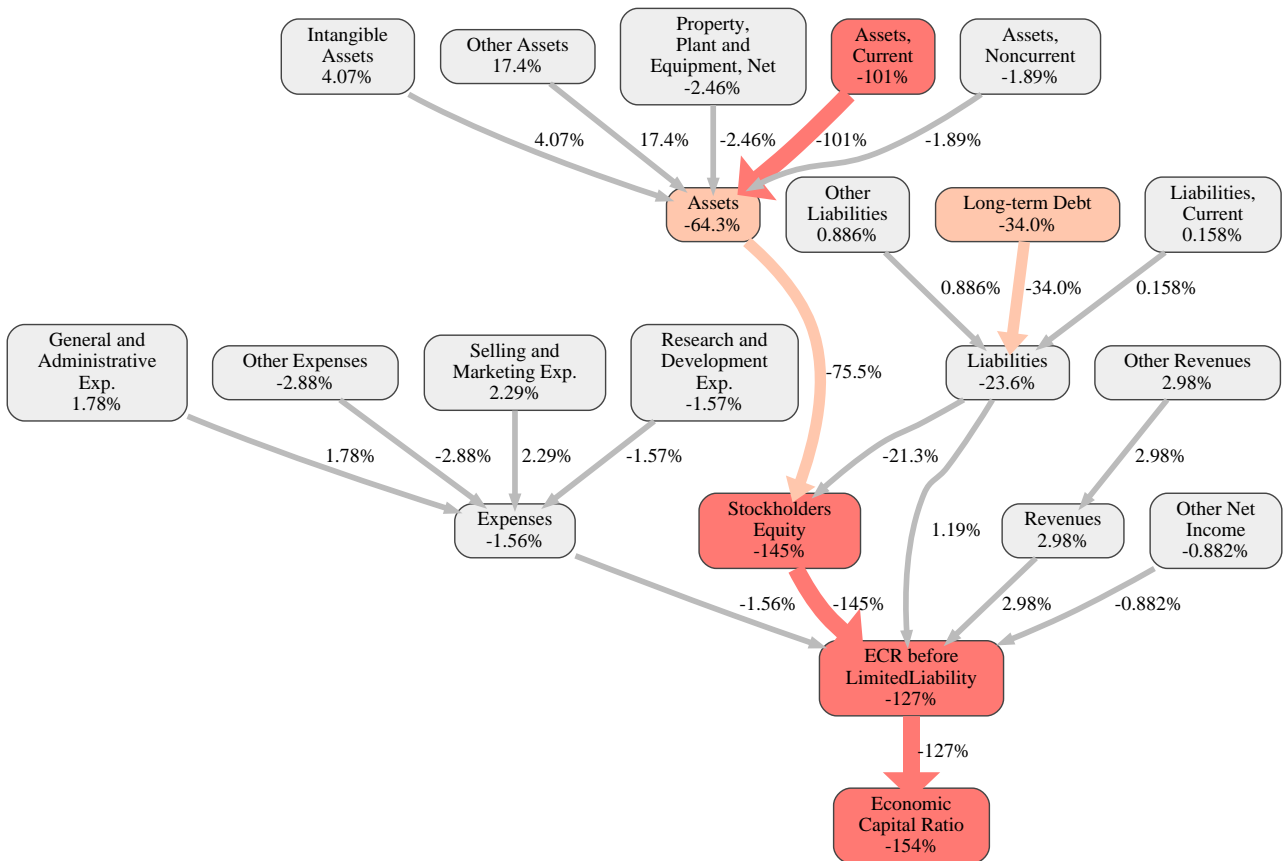 Intangible
Assets
4.07%
Other Assets
17.4%
Property,
Plant and
Equipment, Net
-2.46%
Assets,
Current
-101%
Assets,
Noncurrent
-1.89%
4.07%
17.4%
-2.46%
-101%
-1.89%
Assets
-64.3%
Other
Liabilities
0.886%
Long-term Debt
-34.0%
Liabilities,
Current
0.158%
0.886%
-34.0%
0.158%
General and
Administrative
Exp.
1.78%
Other Expenses
-2.88%
Selling and
Marketing Exp.
2.29%
Research and
Development
Exp.
-1.57%
-75.5%
Liabilities
-23.6%
Other Revenues
2.98%
1.78%
-2.88%
2.29%
-1.57%
-21.3%
2.98%
Expenses
-1.56%
Stockholders
Equity
-145%
1.19%
Revenues
2.98%
Other Net
Income
-0.882%
-1.56%
-145%
2.98%
-0.882%
ECR before
LimitedLiability
-127%
-127%
Economic
Capital Ratio
-154%